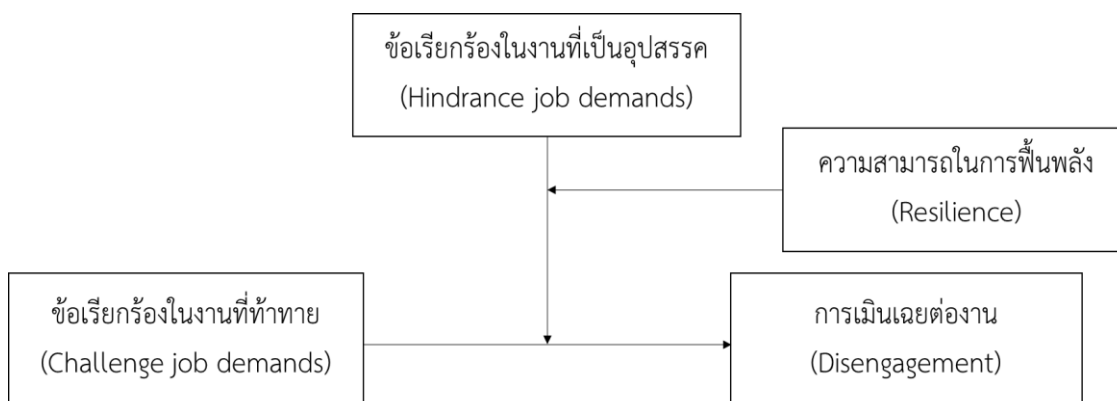 ข้อเรียกร้องในงานที่เป็นอุปสรรค
(Hindrance job demands)
ความสามารถในการฟื้นพลัง
(Resilience)
ข้อเรียกร้องในงานที่ท้าทาย
(Challenge job demands)
การเมินเฉยต่องาน
(Disengagement)